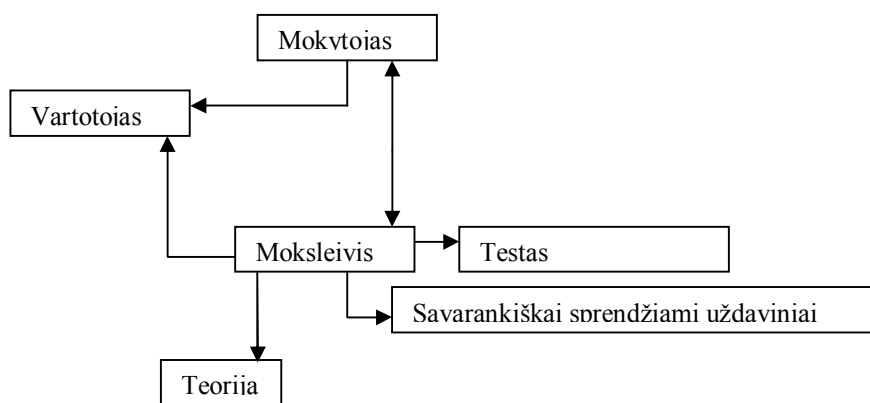 Mokytojas
Vartotojas
Moksleivis
Testas
Savarankiškai sprendžiami uždaviniai
Teorija